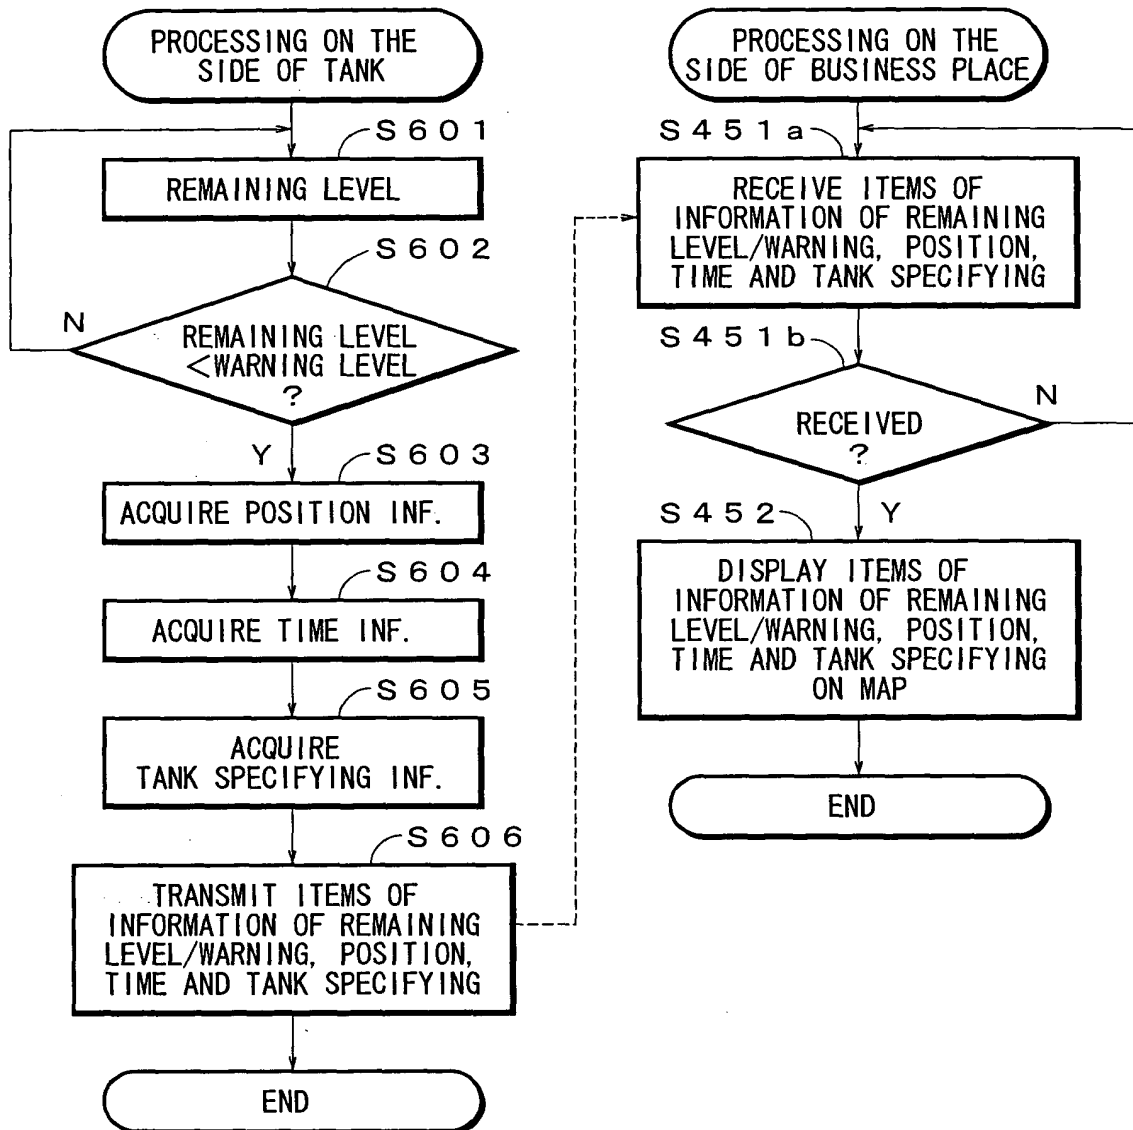 PROCESSING ON THE
SIDE OF TANK
S601
REMAINING LEVEL
S602
N
REMAINING LEVEL
<WARNING LEVEL
?
Y
S603
ACQUIRE POSITION INF.
S604
ACQUIRE TIME INF.
S605
ACQUIRE
TANK SPECIFYING INF.
S606
TRANSMIT ITEMS OF
INFORMATION OF REMAINING
LEVEL/WARNING, POSITION,
TIME AND TANK SPECIFYING
END
PROCESSING ON THE
SIDE OF BUSINESS PLACE
S451a
RECEIVE ITEMS OF
INFORMATION OF REMAINING
LEVEL/WARNING, POSITION,
TIME AND TANK SPECIFYING
S451b
N
RECEIVED
?
S452
Y
DISPLAY ITEMS OF
INFORMATION OF REMAINING
LEVEL/WARNING, POSITION,
TIME AND TANK SPECIFYING
ON MAP
END